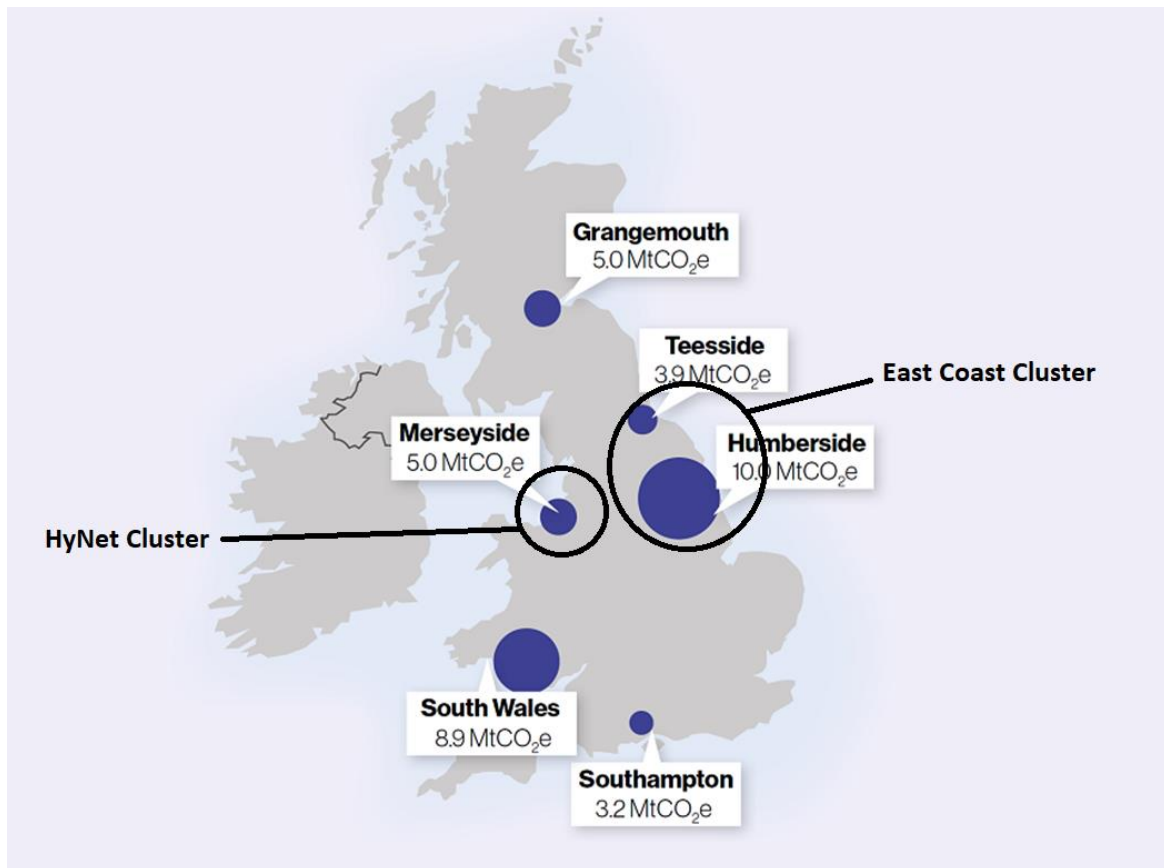 Grangemouth
5.0 MtCO₂e
Teesside
3.9 MtCO₂e
East Coast Cluster
Merseyside
5.0 MtCO₂e
Humberside
10.0 MtCO₂e
HyNet Cluster
South Wales
8.9 MtCO₂e
Southampton
3.2 MtCO₂e